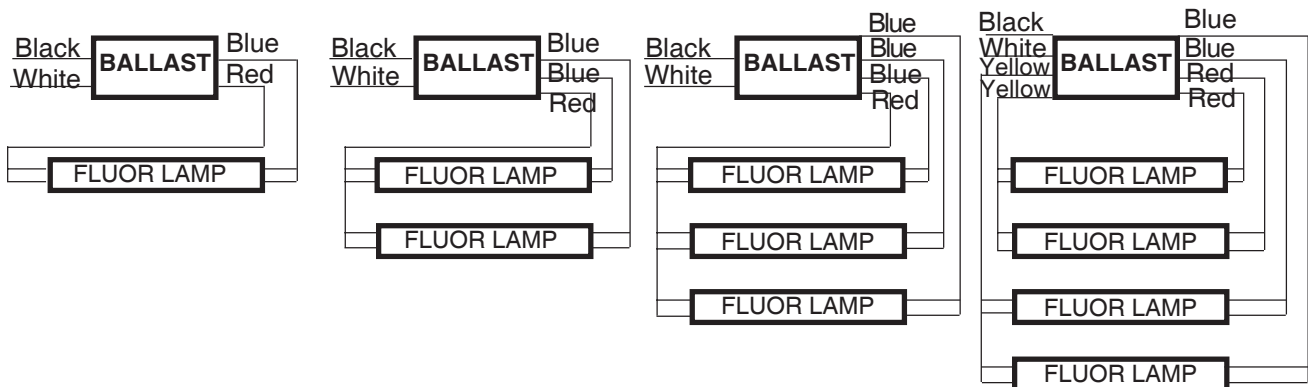 Black
White
BALLAST
Blue
Red
FLUOR LAMP
Black
White
BALLAST
Blue
Blue
Red
FLUOR LAMP
FLUOR LAMP
Black
White
BALLAST
Blue
Blue
Blue
Red
FLUOR LAMP
FLUOR LAMP
FLUOR LAMP
Black
White
Yellow
Yellow
BALLAST
Blue
Blue
Red
Red
FLUOR LAMP
FLUOR LAMP
FLUOR LAMP
FLUOR LAMP